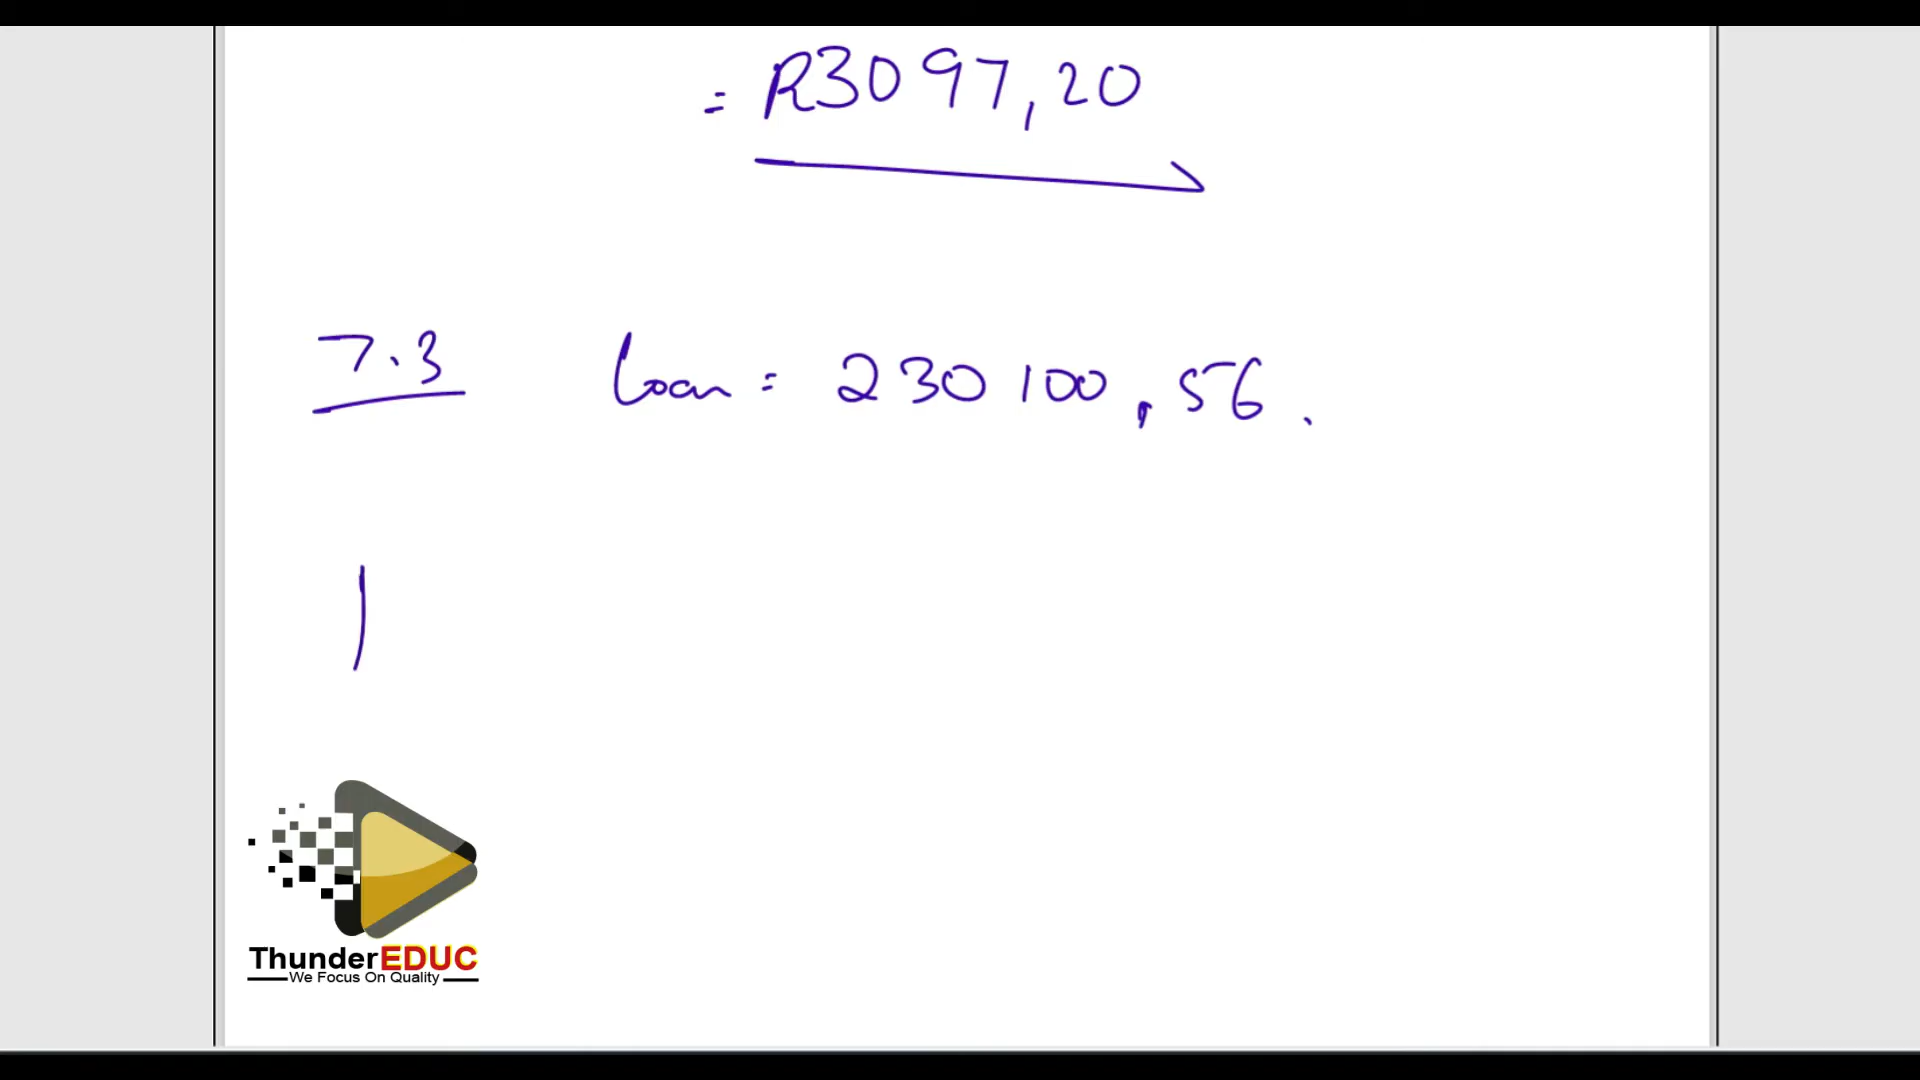 = R3097,20
7.3 Loan = 230 100,56.
ThunderEDUC
We Focus On Quality